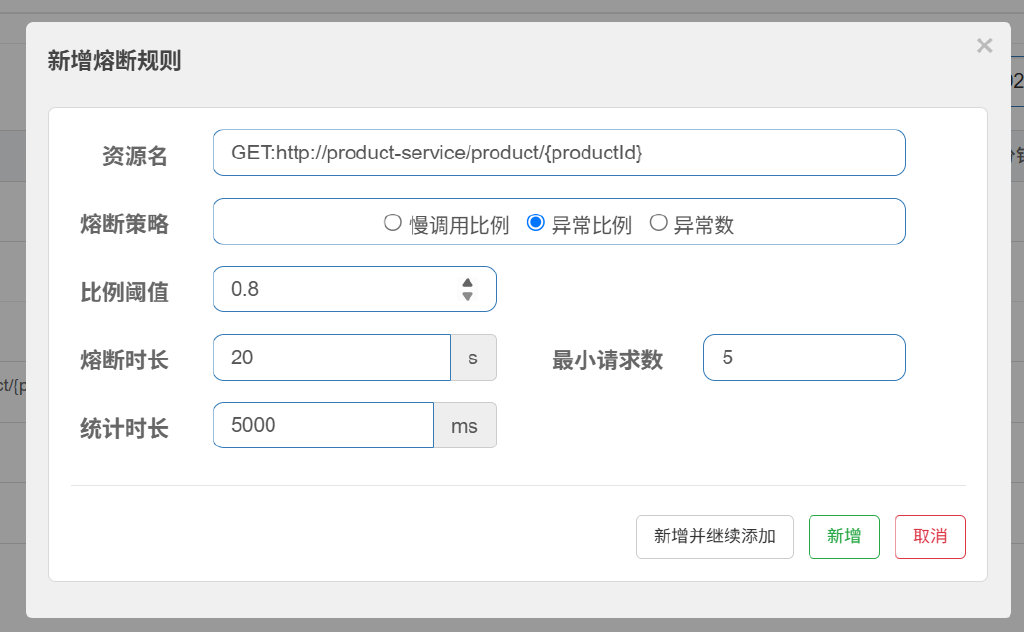 新增熔断规则
×
资源名 GET:http://product-service/product/{productId}
熔断策略 慢调用比例 异常比例 异常数
比例阈值 0.8
熔断时长 20 s 最小请求数 5
统计时长 5000 ms
新增并继续添加 新增 取消